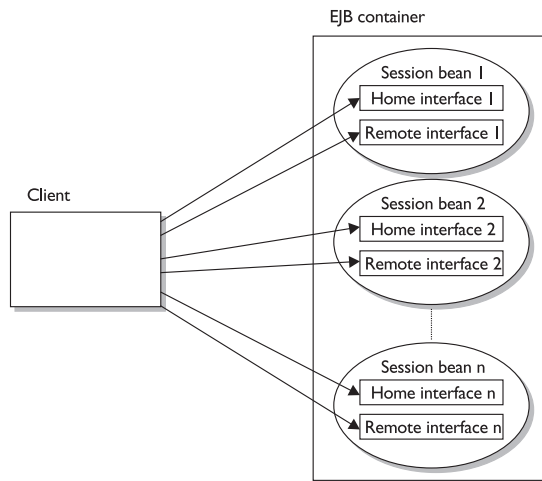 EJB container
Session bean 1
Home interface 1
Remote interface 1
Client
Session bean 2
Home interface 2
Remote interface 2
Session bean n
Home interface n
Remote interface n